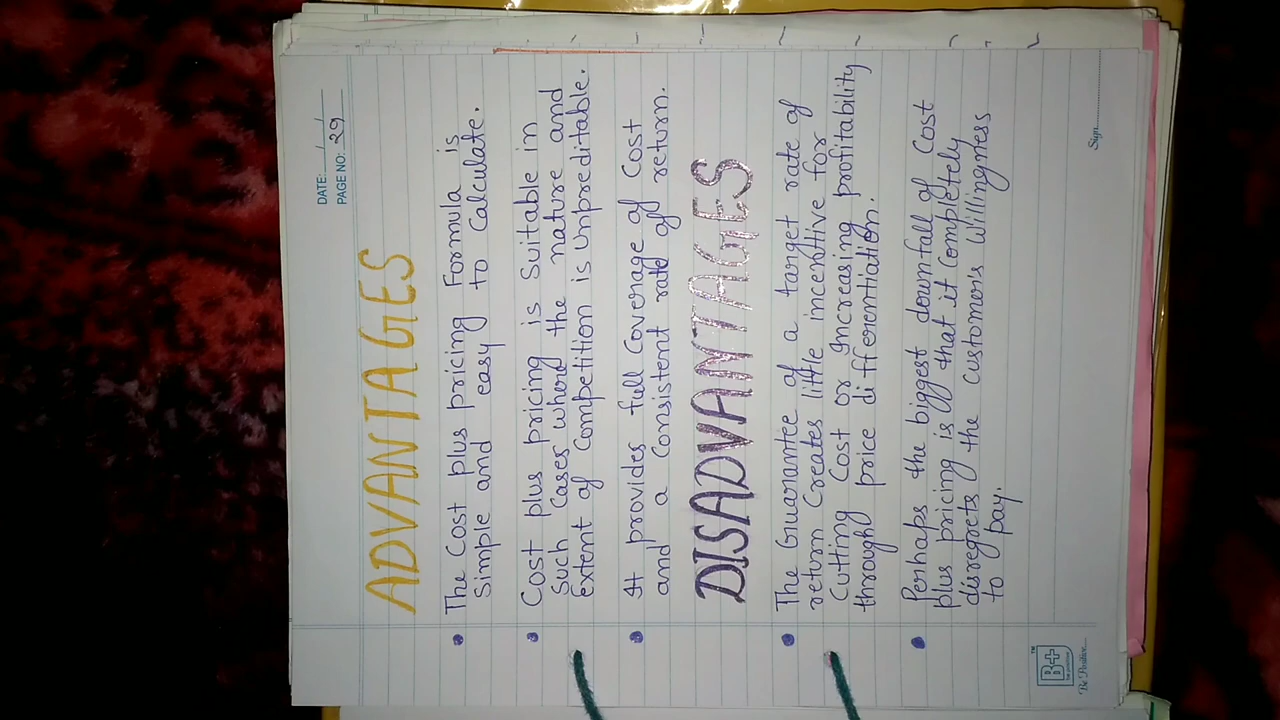 DATE: / /
PAGE NO: 29
ADVANTAGES
The Cost plus pricing Formula is
Simple and easy to Calculate.
Cost plus pricing is Suitable in
Such Cases where the nature and
extent of Competition is Unpreditable.
It provides full Coverage of Cost
and a Consistent rate of return.
DISADVANTAGES
The Guarantee of a target rate of
return Creates little incentive for
Cutting Cost or Increasing profitability
through price differentiation.
Perhaps the biggest downfall of Cost
plus pricing is that it Completely
disregrets the customers Willingness
to pay.
B+
Be Positive
Sign